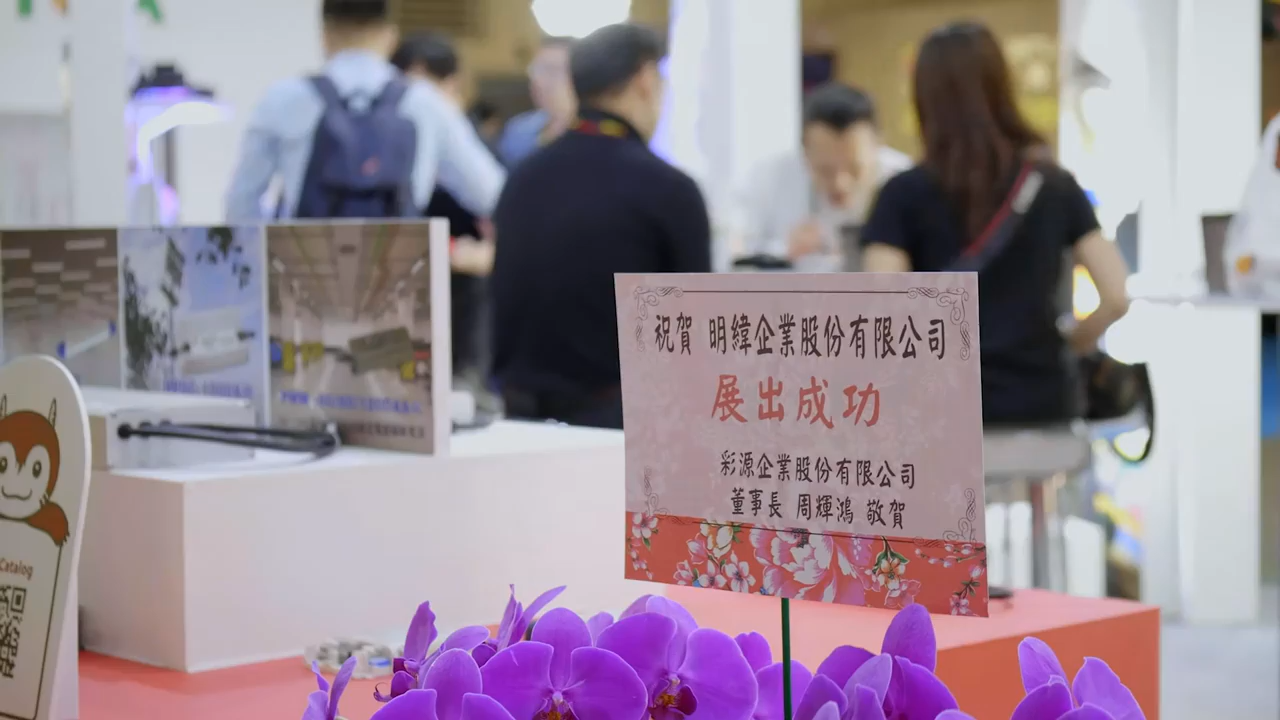 祝賀 明緯企業股份有限公司
展出成功
彩源企業股份有限公司
董事長 周輝鴻 敬賀
Catalog